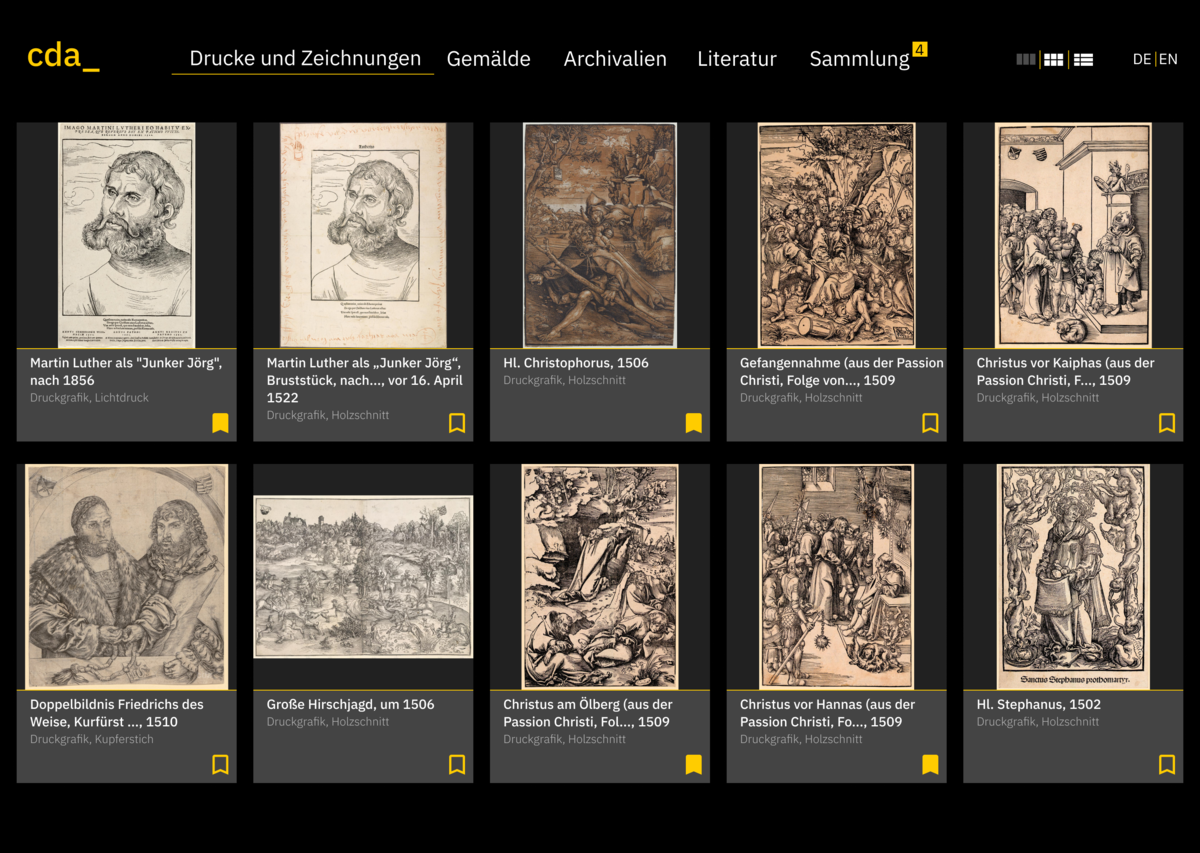 cda_
Drucke und Zeichnungen
Gemälde
Archivalien
Literatur
Sammlung 4
DE|EN
Martin Luther als "Junker Jörg",
nach 1856
Druckgrafik, Lichtdruck
Martin Luther als „Junker Jörg“,
Bruststück, nach..., vor 16. April
1522
Druckgrafik, Holzschnitt
Hl. Christophorus, 1506
Druckgrafik, Holzschnitt
Gefangennahme (aus der Passion
Christi, Folge von..., 1509
Druckgrafik, Holzschnitt
Christus vor Kaiphas (aus der
Passion Christi, F..., 1509
Druckgrafik, Holzschnitt
Sanctus Stephanus prothomartyr.
Doppelbildnis Friedrichs des
Weise, Kurfürst ..., 1510
Druckgrafik, Kupferstich
Große Hirschjagd, um 1506
Druckgrafik, Holzschnitt
Christus am Ölberg (aus der
Passion Christi, Fol..., 1509
Druckgrafik, Holzschnitt
Christus vor Hannas (aus der
Passion Christi, Fo..., 1509
Druckgrafik, Holzschnitt
Hl. Stephanus, 1502
Druckgrafik, Holzschnitt